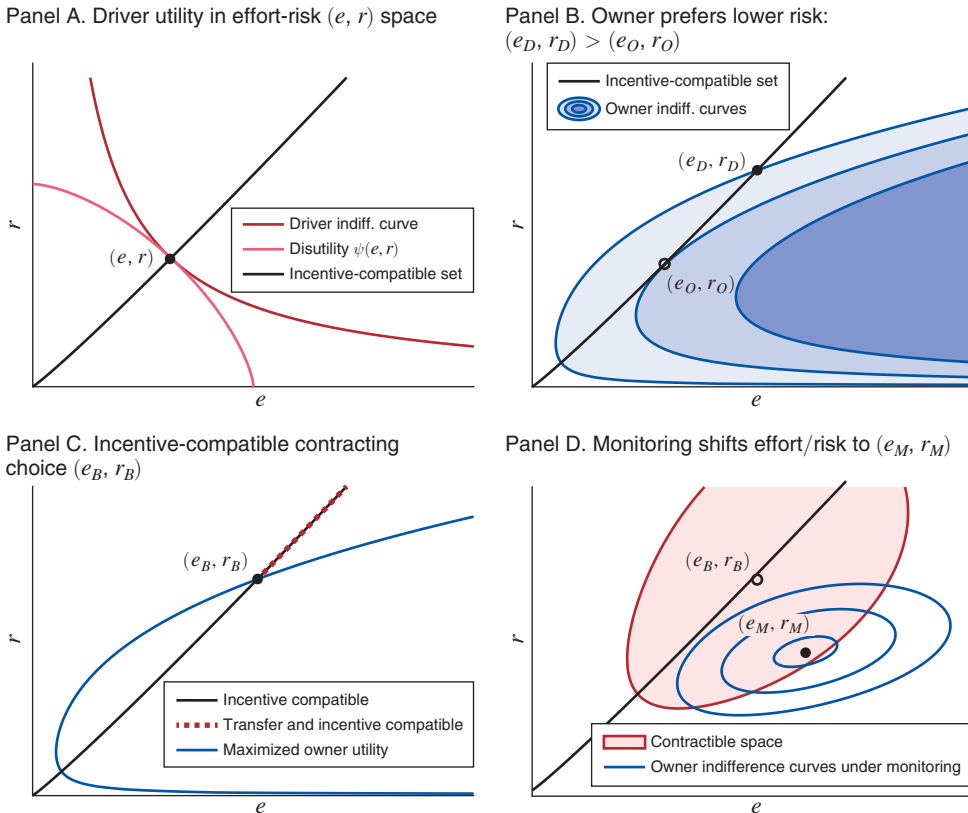 Panel A. Driver utility in effort-risk (e, r) space
r
(e, r)
Driver indiff. curve
Disutility ψ(e, r)
Incentive-compatible set
e
Panel B. Owner prefers lower risk:
(e_D, r_D) > (e_O, r_O)
Incentive-compatible set
Owner indiff. curves
(e_D, r_D)
r
(e_O, r_O)
e
Panel C. Incentive-compatible contracting
choice (e_B, r_B)
(e_B, r_B)
r
Incentive compatible
Transfer and incentive compatible
Maximized owner utility
e
Panel D. Monitoring shifts effort/risk to (e_M, r_M)
(e_B, r_B)
r
(e_M, r_M)
Contractible space
Owner indifference curves under monitoring
e